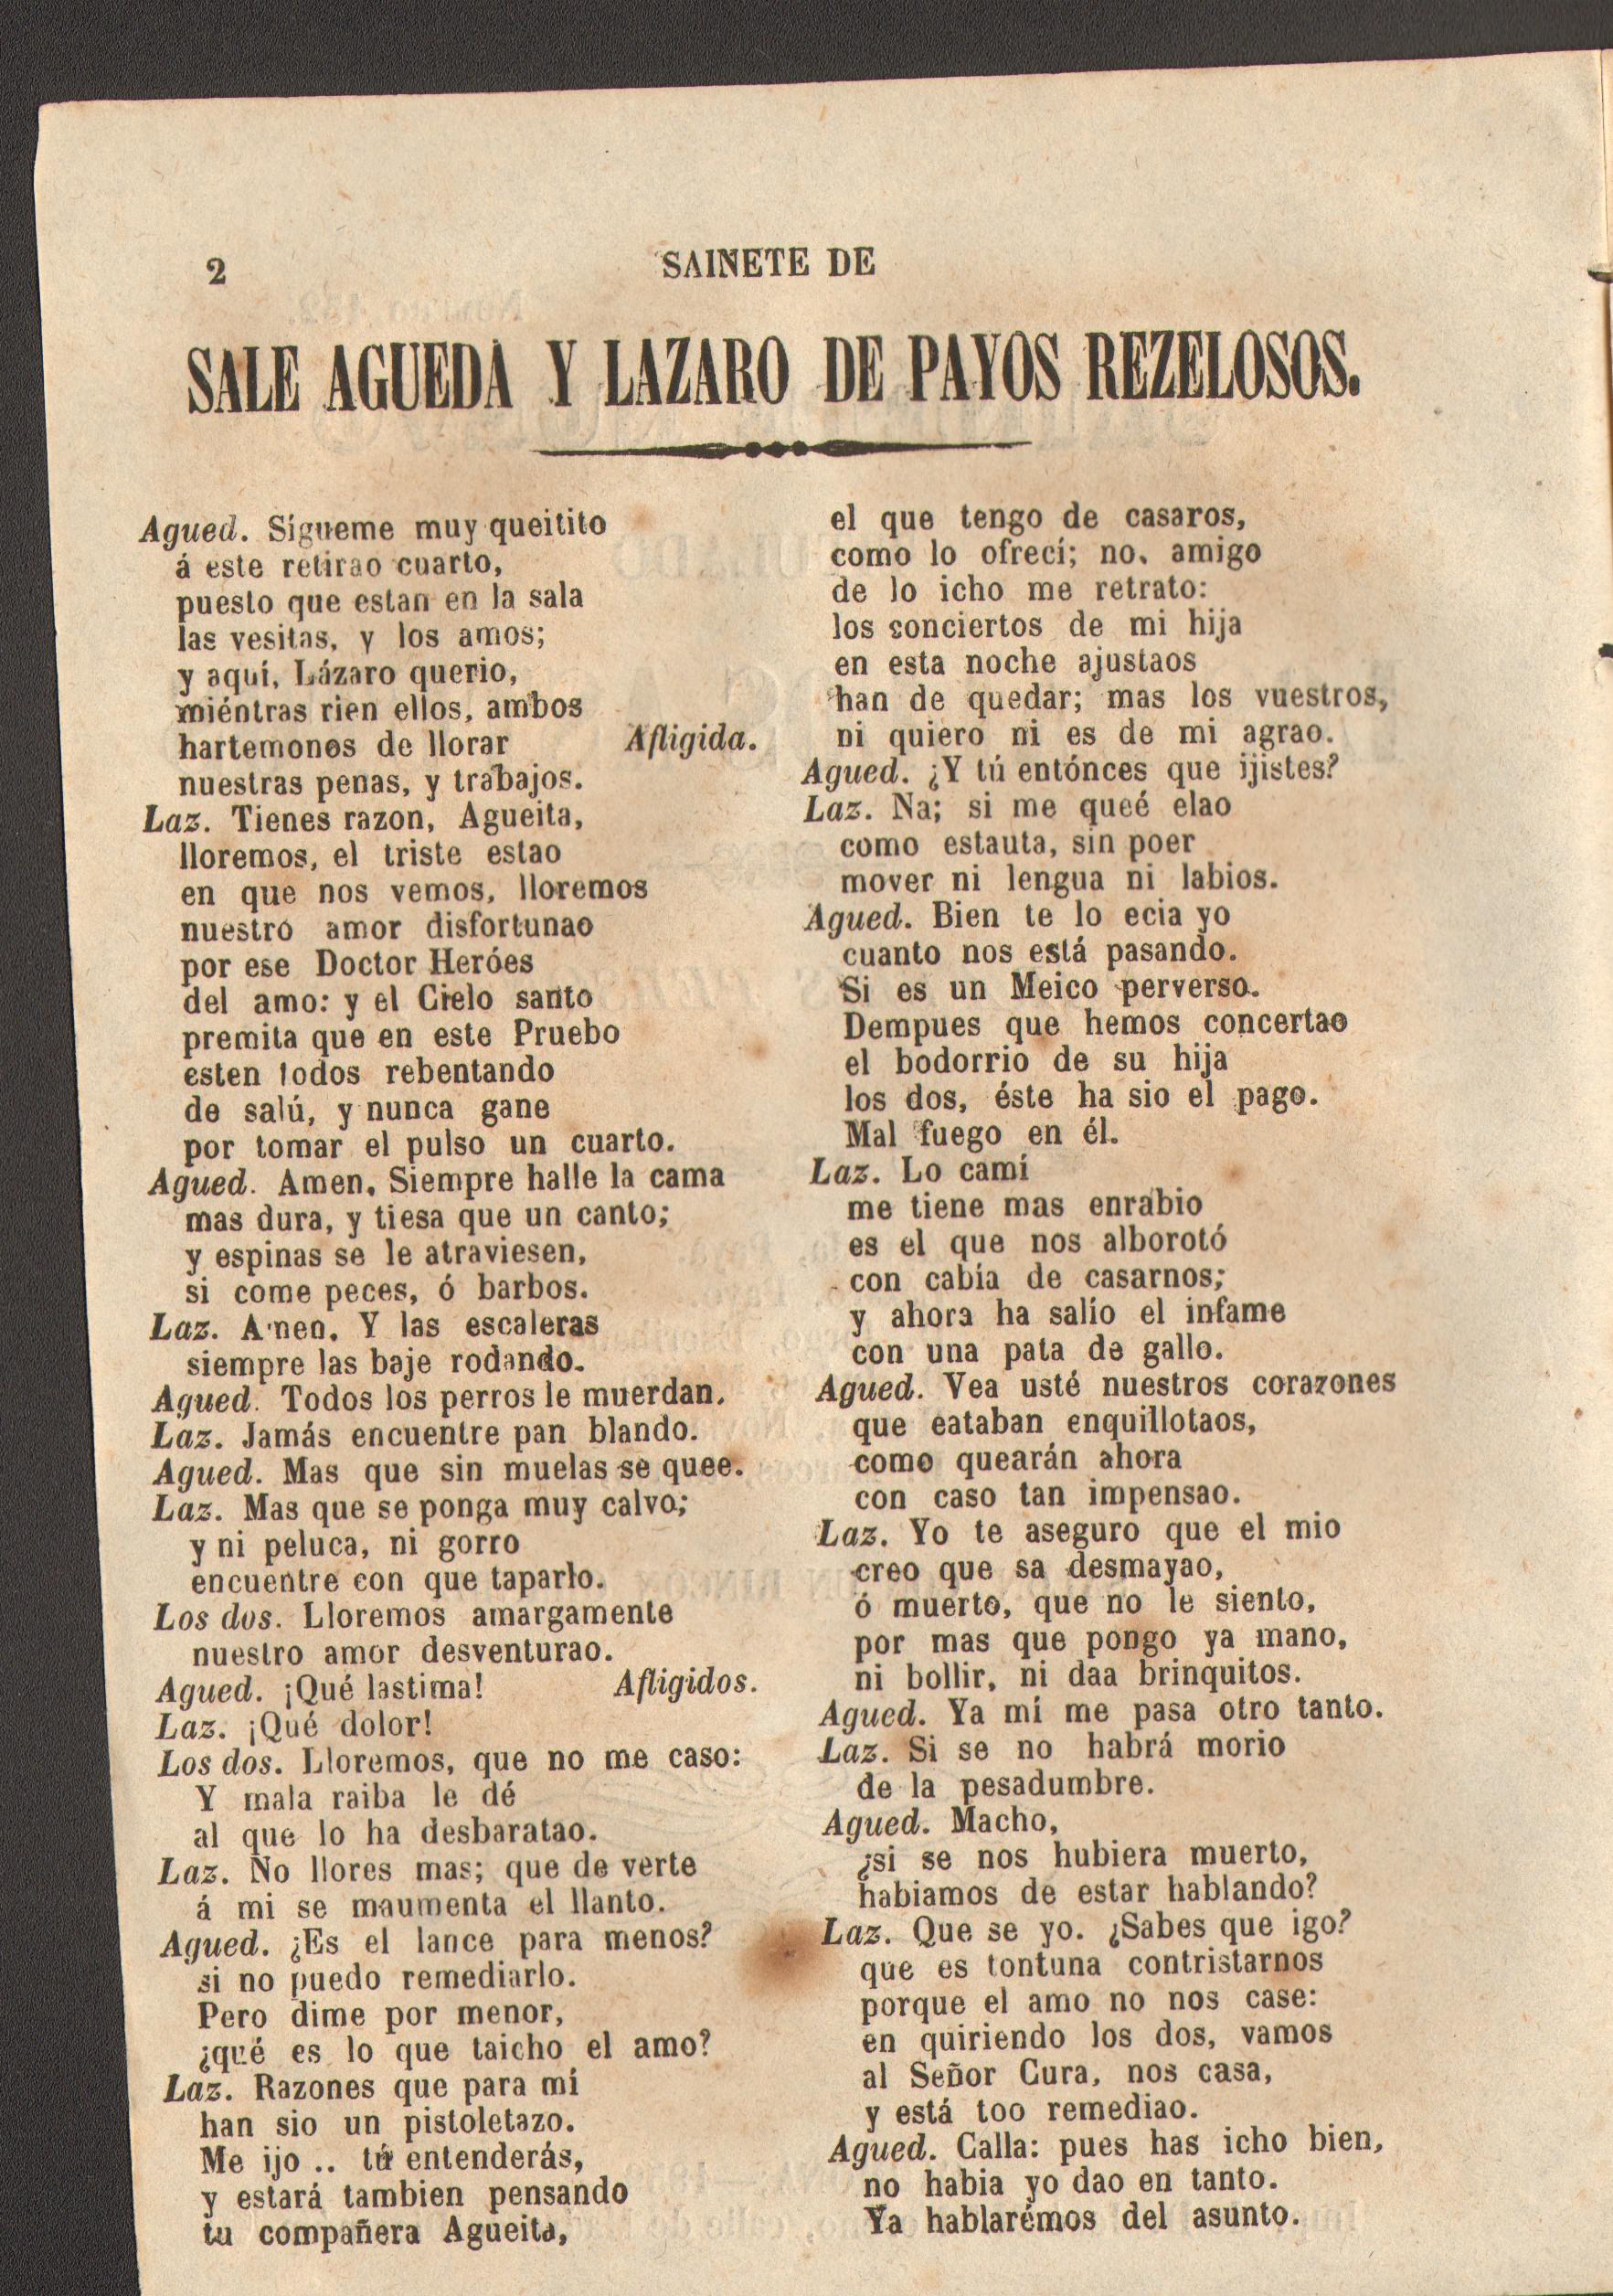 2
SAINETE DE
SALE AGUEDA Y LAZARO DE PAYOS REZELOSOS.
Agued. Sígueme muy queitito
á este retirao cuarto,
puesto que estan en la sala
las vesitas, y los amos;
y aquí, Lázaro querio,
miéntras rien ellos, ambos
hartemonos de llorar Afligida.
nuestras penas, y trabajos.
Laz. Tienes razon, Agueita,
lloremos, el triste estao
en que nos vemos, lloremos
nuestro amor disfortunao
por ese Doctor Heróes
del amo: y el Cielo santo
premita que en este Pruebo
esten todos rebentando
de salú, y nunca gane
por tomar el pulso un cuarto.
Agued. Amen. Siempre halle la cama
mas dura, y tiesa que un canto;
y espinas se le atraviesen,
si come peces, ó barbos.
Laz. Amen. Y las escaleras
siempre las baje rodando.
Agued. Todos los perros le muerdan.
Laz. Jamás encuentre pan blando.
Agued. Mas que sin muelas se quee.
Laz. Mas que se ponga muy calvo;
y ni peluca, ni gorro
encuentre con que taparlo.
Los dos. Lloremos amargamente
nuestro amor desventurao.
Agued. ¡Qué lastima! Afligidos.
Laz. ¡Qué dolor!
Los dos. Lloremos, que no me caso:
Y mala raiba le dé
al que lo ha desbaratao.
Laz. No llores mas; que de verte
á mi se maumenta el llanto.
Agued. ¿Es el lance para menos?
si no puedo remediarlo.
Pero dime por menor,
¿qué es lo que taicho el amo?
Laz. Razones que para mí
han sio un pistoletazo.
Me ijo .. tú entenderás,
y estará tambien pensando
tu compañera Agueita,
el que tengo de casaros,
como lo ofrecí; no. amigo
de lo icho me retrato:
los conciertos de mi hija
en esta noche ajustaos
han de quedar; mas los vuestros,
ni quiero ni es de mi agrao.
Agued. ¿Y tú entónces que ijistes?
Laz. Na; si me queé elao
como estauta, sin poer
mover ni lengua ni labios.
Agued. Bien te lo ecia yo
cuanto nos está pasando.
Si es un Meico perverso.
Dempues que hemos concertao
el bodorrio de su hija
los dos, éste ha sio el pago.
Mal fuego en él.
Laz. Lo camí
me tiene mas enrabio
es el que nos alborotó
con cabía de casarnos;
y ahora ha salío el infame
con una pata de gallo.
Agued. Vea usté nuestros corazones
que eataban enquillotaos,
como quearán ahora
con caso tan impensao.
Laz. Yo te aseguro que el mio
creo que sa desmayao,
ó muerto, que no le siento,
por mas que pongo ya mano,
ni bollir, ni daa brinquitos.
Agued. Ya mí me pasa otro tanto.
Laz. Si se no habrá morio
de la pesadumbre.
Agued. Macho,
¿si se nos hubiera muerto,
habiamos de estar hablando?
Laz. Que se yo. ¿Sabes que igo?
que es tontuna contristarnos
porque el amo no nos case:
en quiriendo los dos, vamos
al Señor Cura, nos casa,
y está too remediao.
Agued. Calla: pues has icho bien,
no habia yo dao en tanto.
Ya hablarémos del asunto.